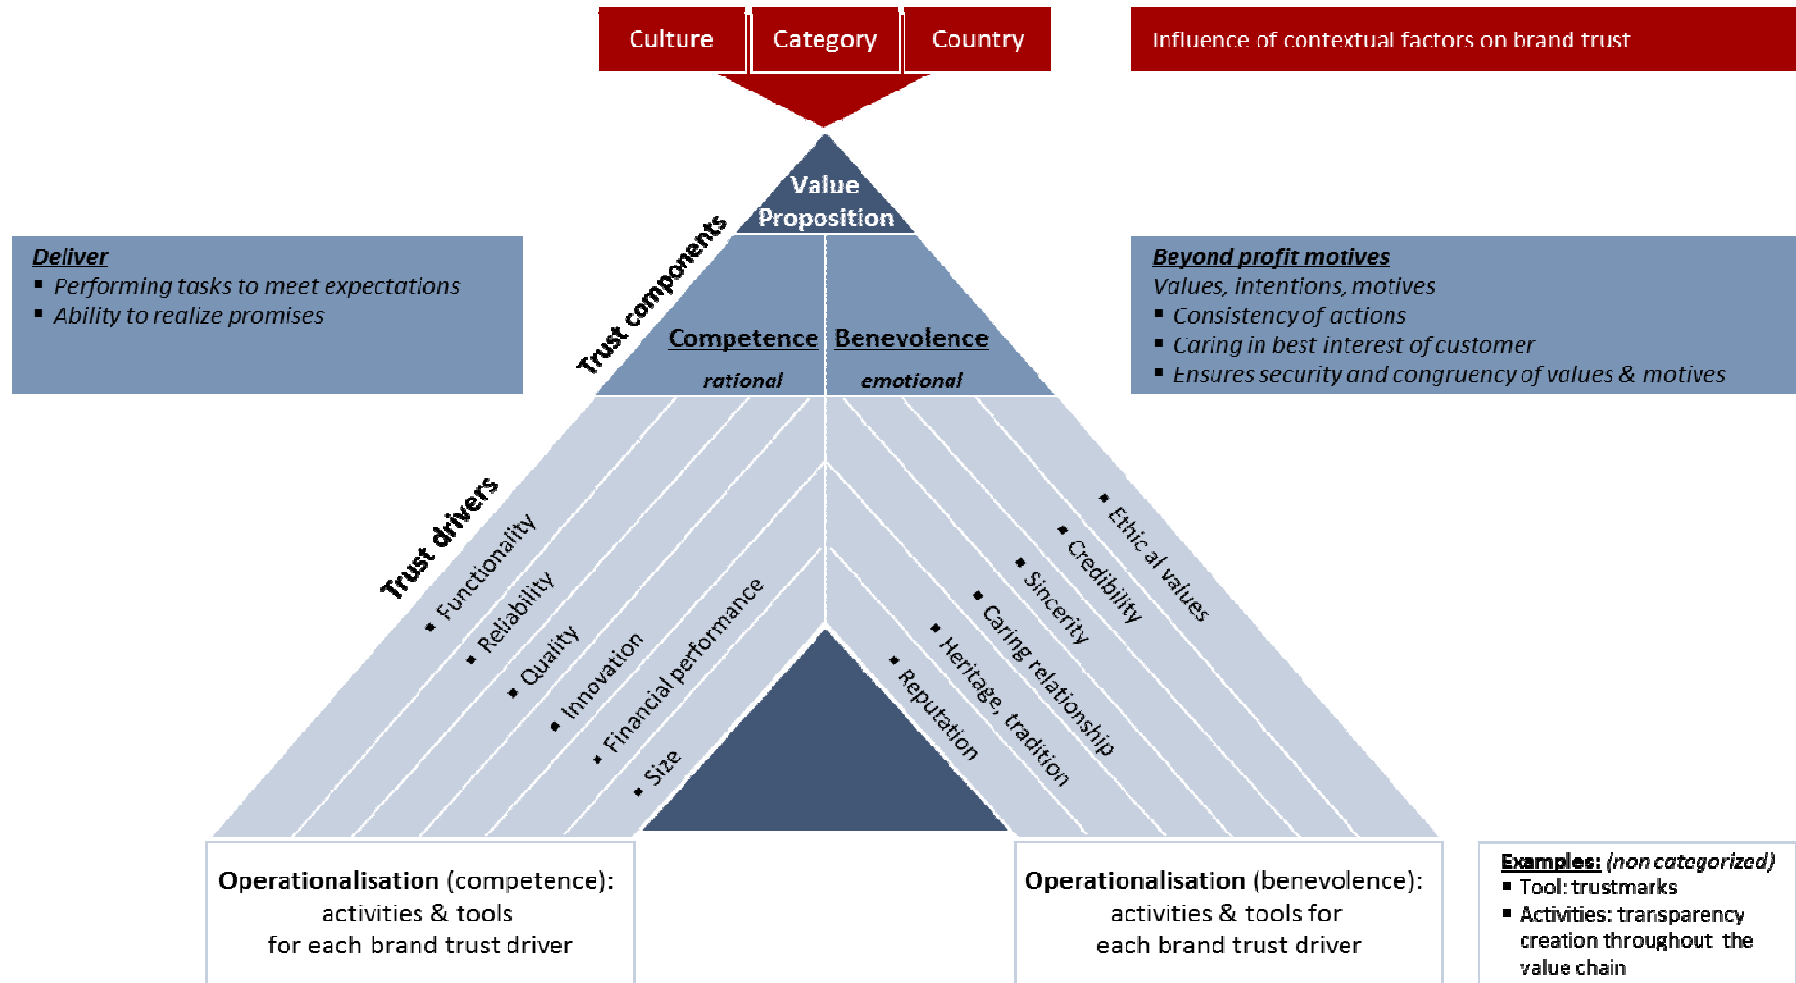 Culture
Category
Country
Influence of contextual factors on brand trust
Value
Proposition
Trust components
Deliver
▪ Performing tasks to meet expectations
▪ Ability to realize promises
Competence
rational
Benevolence
emotional
Beyond profit motives
Values, intentions, motives
▪ Consistency of actions
▪ Caring in best interest of customer
▪ Ensures security and congruency of values & motives
Trust drivers
▪ Functionality
▪ Reliability
▪ Quality
▪ Innovation
▪ Financial performance
▪ Size
▪ Reputation
▪ Heritage, tradition
▪ Caring relationship
▪ Sincerity
▪ Credibility
▪ Ethic al values
Operationalisation (competence):
activities & tools
for each brand trust driver
Operationalisation (benevolence):
activities & tools for
each brand trust driver
Examples: (non categorized)
▪ Tool: trustmarks
▪ Activities: transparency
creation throughout the
value chain